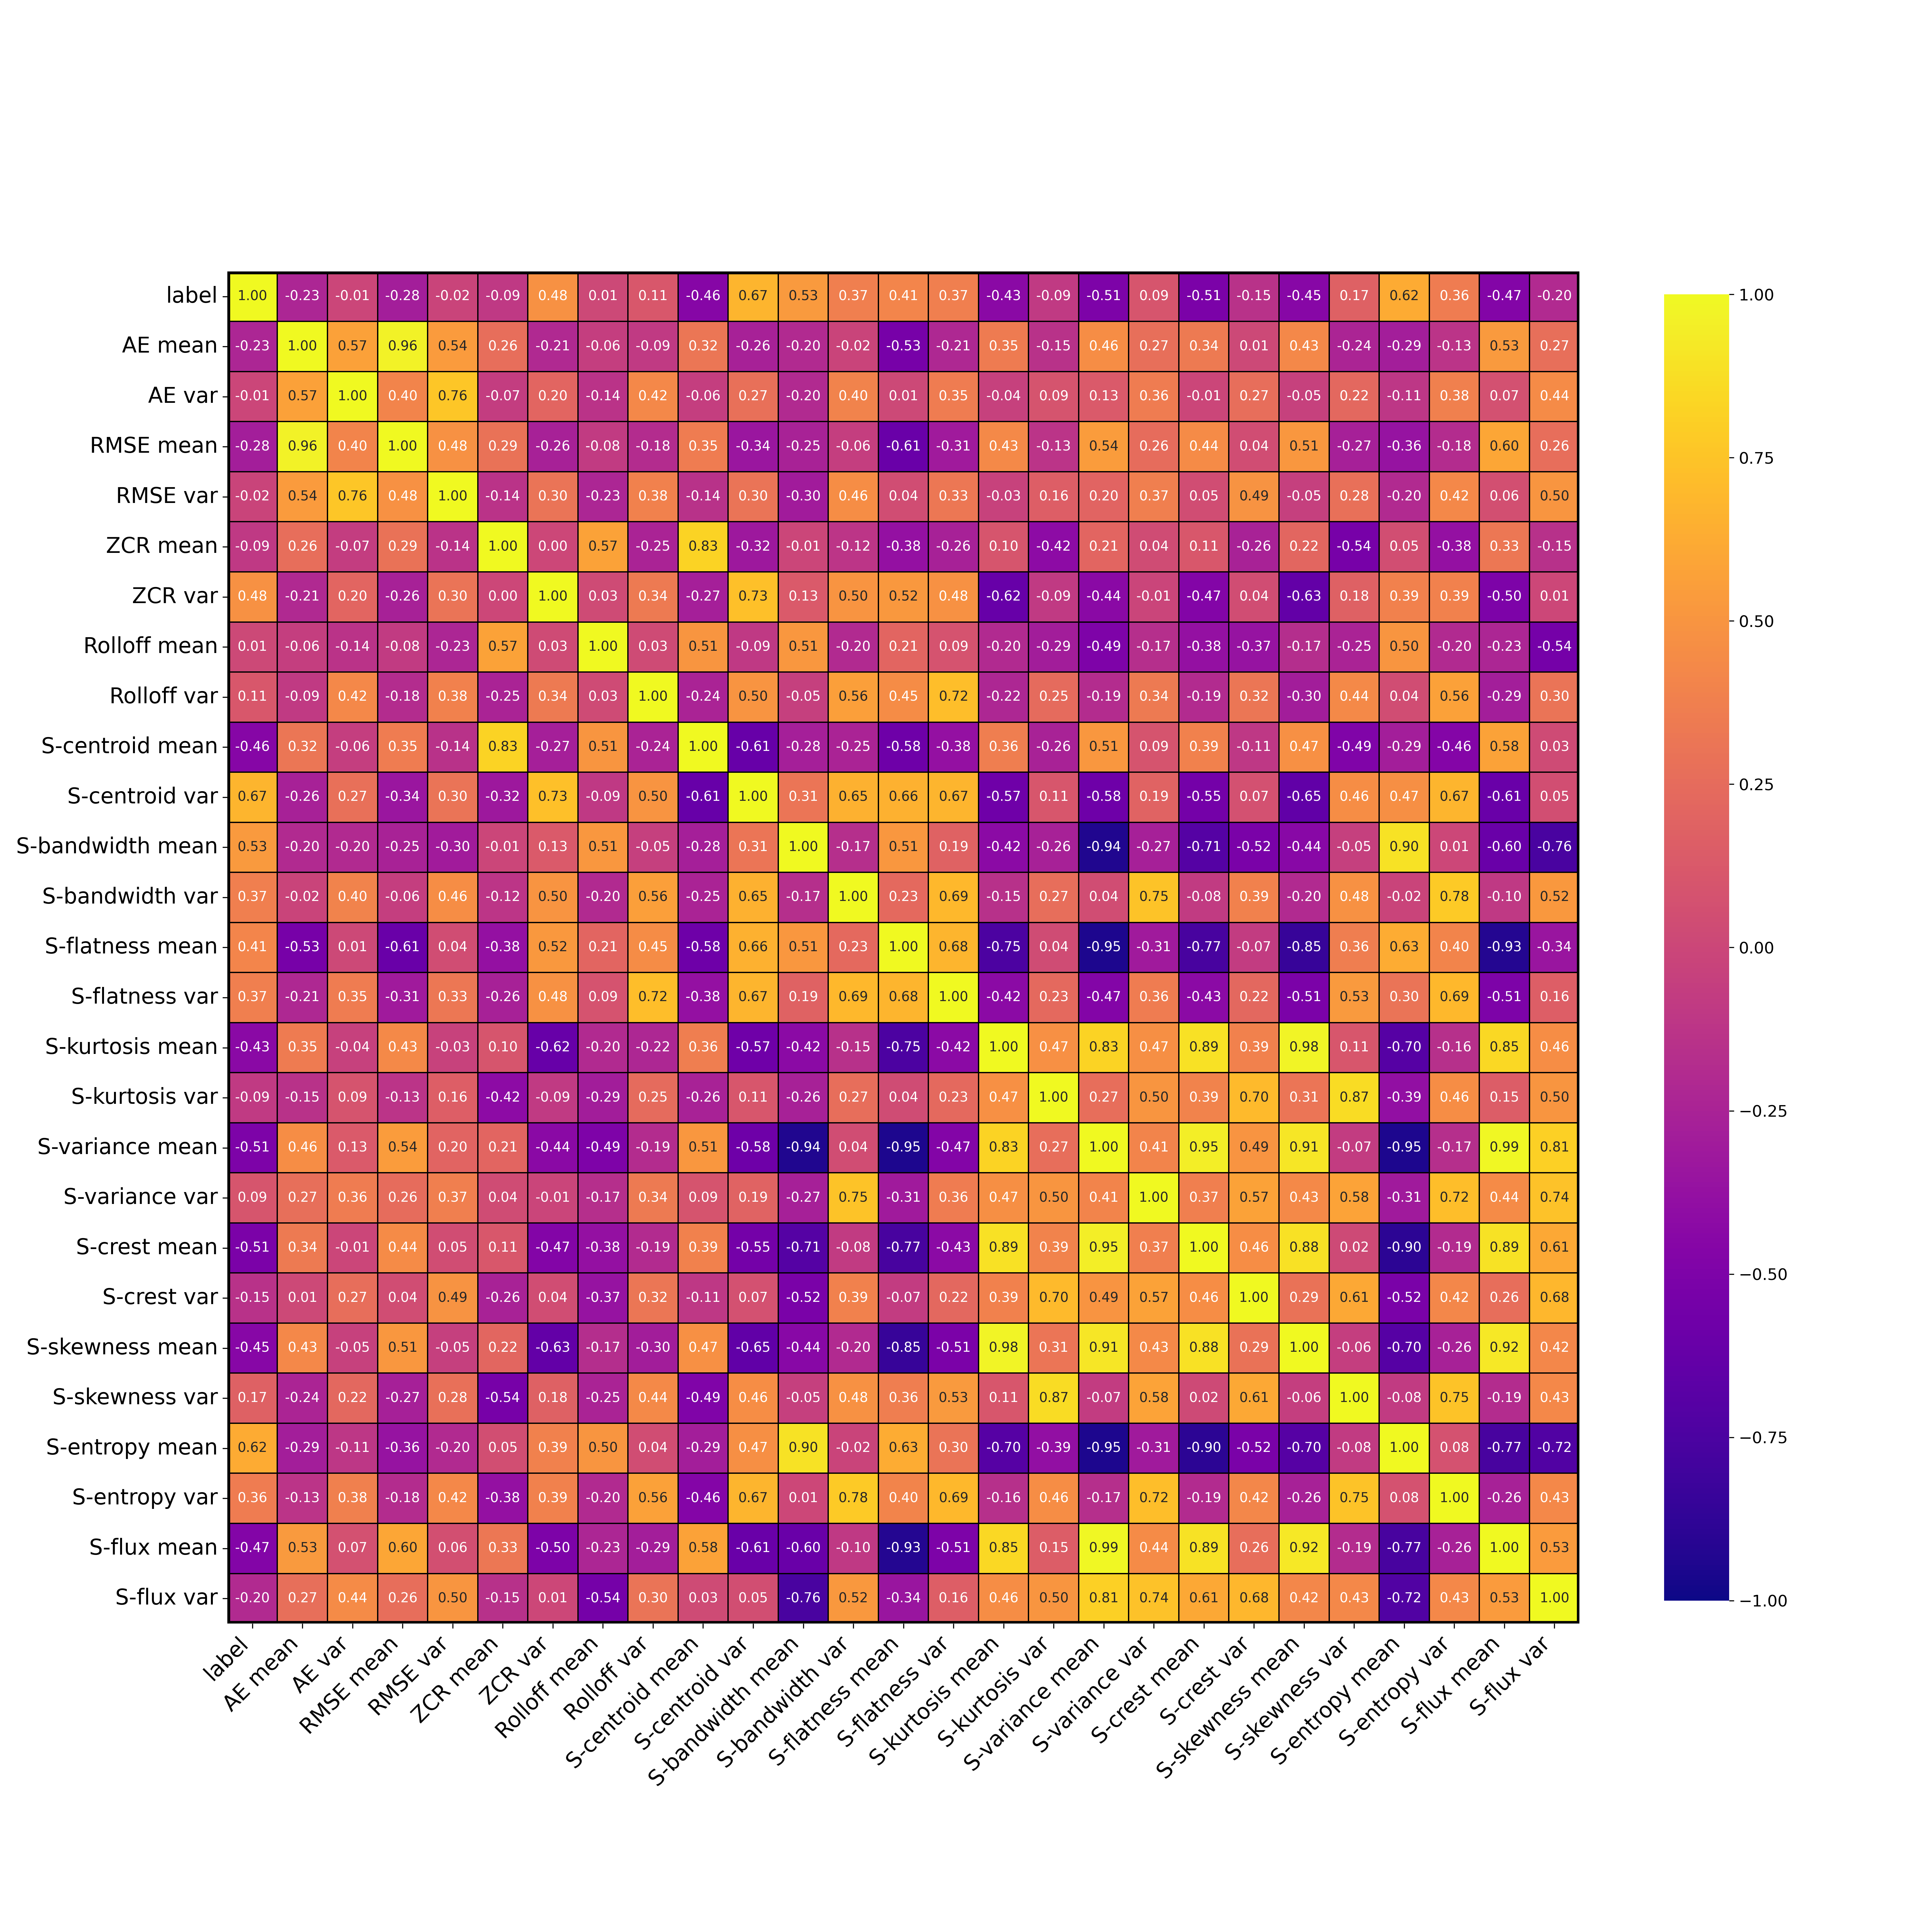 label 1.00 -0.23 -0.01 -0.28 -0.02 -0.09 0.48 0.01 0.11 -0.46 0.67 0.53 0.37 0.41 0.37 -0.43 -0.09 -0.51 0.09 -0.51 -0.15 -0.45 0.17 0.62 0.36 -0.47 -0.20
AE mean -0.23 1.00 0.57 0.96 0.54 0.26 -0.21 -0.06 -0.09 0.32 -0.26 -0.20 -0.02 -0.53 -0.21 0.35 -0.15 0.46 0.27 0.34 0.01 0.43 -0.24 -0.29 -0.13 0.53 0.27
AE var -0.01 0.57 1.00 0.40 0.76 -0.07 0.20 -0.14 0.42 -0.06 0.27 -0.20 0.40 0.01 0.35 -0.04 0.09 0.13 0.36 -0.01 0.27 -0.05 0.22 -0.11 0.38 0.07 0.44
RMSE mean -0.28 0.96 0.40 1.00 0.48 0.29 -0.26 -0.08 -0.18 0.35 -0.34 -0.25 -0.06 -0.61 -0.31 0.43 -0.13 0.54 0.26 0.44 0.04 0.51 -0.27 -0.36 -0.18 0.60 0.26
RMSE var -0.02 0.54 0.76 0.48 1.00 -0.14 0.30 -0.23 0.38 -0.14 0.30 -0.30 0.46 0.04 0.33 -0.03 0.16 0.20 0.37 0.05 0.49 -0.05 0.28 -0.20 0.42 0.06 0.50
ZCR mean -0.09 0.26 -0.07 0.29 -0.14 1.00 0.00 0.57 -0.25 0.83 -0.32 -0.01 -0.12 -0.38 -0.26 0.10 -0.42 0.21 0.04 0.11 -0.26 0.22 -0.54 0.05 -0.38 0.33 -0.15
ZCR var 0.48 -0.21 0.20 -0.26 0.30 0.00 1.00 0.03 0.34 -0.27 0.73 0.13 0.50 0.52 0.48 -0.62 -0.09 -0.44 -0.01 -0.47 0.04 -0.63 0.18 0.39 0.39 -0.50 0.01
Rolloff mean 0.01 -0.06 -0.14 -0.08 -0.23 0.57 0.03 1.00 0.03 0.51 -0.09 0.51 -0.20 0.21 0.09 -0.20 -0.29 -0.49 -0.17 -0.38 -0.37 -0.17 -0.25 0.50 -0.20 -0.23 -0.54
Rolloff var 0.11 -0.09 0.42 -0.18 0.38 -0.25 0.34 0.03 1.00 -0.24 0.50 -0.05 0.56 0.45 0.72 -0.22 0.25 -0.19 0.34 -0.19 0.32 -0.30 0.44 0.04 0.56 -0.29 0.30
S-centroid mean -0.46 0.32 -0.06 0.35 -0.14 0.83 -0.27 0.51 -0.24 1.00 -0.61 -0.28 -0.25 -0.58 -0.38 0.36 -0.26 0.51 0.09 0.39 -0.11 0.47 -0.49 -0.29 -0.46 0.58 0.03
S-centroid var 0.67 -0.26 0.27 -0.34 0.30 -0.32 0.73 -0.09 0.50 -0.61 1.00 0.31 0.65 0.66 0.67 -0.57 0.11 -0.58 0.19 -0.55 0.07 -0.65 0.46 0.47 0.67 -0.61 0.05
S-bandwidth mean 0.53 -0.20 -0.20 -0.25 -0.30 -0.01 0.13 0.51 -0.05 -0.28 0.31 1.00 -0.17 0.51 0.19 -0.42 -0.26 -0.94 -0.27 -0.71 -0.52 -0.44 -0.05 0.90 0.01 -0.60 -0.76
S-bandwidth var 0.37 -0.02 0.40 -0.06 0.46 -0.12 0.50 -0.20 0.56 -0.25 0.65 -0.17 1.00 0.23 0.69 -0.15 0.27 0.04 0.75 -0.08 0.39 -0.20 0.48 -0.02 0.78 -0.10 0.52
S-flatness mean 0.41 -0.53 0.01 -0.61 0.04 -0.38 0.52 0.21 0.45 -0.58 0.66 0.51 0.23 1.00 0.68 -0.75 0.04 -0.95 -0.31 -0.77 -0.07 -0.85 0.36 0.63 0.40 -0.93 -0.34
S-flatness var 0.37 -0.21 0.35 -0.31 0.33 -0.26 0.48 0.09 0.72 -0.38 0.67 0.19 0.69 0.68 1.00 -0.42 0.23 -0.47 0.36 -0.43 0.22 -0.51 0.53 0.30 0.69 -0.51 0.16
S-kurtosis mean -0.43 0.35 -0.04 0.43 -0.03 0.10 -0.62 -0.20 -0.22 0.36 -0.57 -0.42 -0.15 -0.75 -0.42 1.00 0.47 0.83 0.47 0.89 0.39 0.98 0.11 -0.70 -0.16 0.85 0.46
S-kurtosis var -0.09 -0.15 0.09 -0.13 0.16 -0.42 -0.09 -0.29 0.25 -0.26 0.11 -0.26 0.27 0.04 0.23 0.47 1.00 0.27 0.50 0.39 0.70 0.31 0.87 -0.39 0.46 0.15 0.50
S-variance mean -0.51 0.46 0.13 0.54 0.20 0.21 -0.44 -0.49 -0.19 0.51 -0.58 -0.94 0.04 -0.95 -0.47 0.83 0.27 1.00 0.41 0.95 0.49 0.91 -0.07 -0.95 -0.17 0.99 0.81
S-variance var 0.09 0.27 0.36 0.26 0.37 0.04 -0.01 -0.17 0.34 0.09 0.19 -0.27 0.75 -0.31 0.36 0.47 0.50 0.41 1.00 0.37 0.57 0.43 0.58 -0.31 0.72 0.44 0.74
S-crest mean -0.51 0.34 -0.01 0.44 0.05 0.11 -0.47 -0.38 -0.19 0.39 -0.55 -0.71 -0.08 -0.77 -0.43 0.89 0.39 0.95 0.37 1.00 0.46 0.88 0.02 -0.90 -0.19 0.89 0.61
S-crest var -0.15 0.01 0.27 0.04 0.49 -0.26 0.04 -0.37 0.32 -0.11 0.07 -0.52 0.39 -0.07 0.22 0.39 0.70 0.49 0.57 0.46 1.00 0.29 0.61 -0.52 0.42 0.26 0.68
S-skewness mean -0.45 0.43 -0.05 0.51 -0.05 0.22 -0.63 -0.17 -0.30 0.47 -0.65 -0.44 -0.20 -0.85 -0.51 0.98 0.31 0.91 0.43 0.88 0.29 1.00 -0.06 -0.70 -0.26 0.92 0.42
S-skewness var 0.17 -0.24 0.22 -0.27 0.28 -0.54 0.18 -0.25 0.44 -0.49 0.46 -0.05 0.48 0.36 0.53 0.11 0.87 -0.07 0.58 0.02 0.61 -0.06 1.00 -0.08 0.75 -0.19 0.43
S-entropy mean 0.62 -0.29 -0.11 -0.36 -0.20 0.05 0.39 0.50 0.04 -0.29 0.47 0.90 -0.02 0.63 0.30 -0.70 -0.39 -0.95 -0.31 -0.90 -0.52 -0.70 -0.08 1.00 0.08 -0.77 -0.72
S-entropy var 0.36 -0.13 0.38 -0.18 0.42 -0.38 0.39 -0.20 0.56 -0.46 0.67 0.01 0.78 0.40 0.69 -0.16 0.46 -0.17 0.72 -0.19 0.42 -0.26 0.75 0.08 1.00 -0.26 0.43
S-flux mean -0.47 0.53 0.07 0.60 0.06 0.33 -0.50 -0.23 -0.29 0.58 -0.61 -0.60 -0.10 -0.93 -0.51 0.85 0.15 0.99 0.44 0.89 0.26 0.92 -0.19 -0.77 -0.26 1.00 0.53
S-flux var -0.20 0.27 0.44 0.26 0.50 -0.15 0.01 -0.54 0.30 0.03 0.05 -0.76 0.52 -0.34 0.16 0.46 0.50 0.81 0.74 0.61 0.68 0.42 0.43 -0.72 0.43 0.53 1.00
label
AE mean
AE var
RMSE mean
RMSE var
ZCR mean
ZCR var
Rolloff mean
Rolloff var
S-centroid mean
S-centroid var
S-bandwidth mean
S-bandwidth var
S-flatness mean
S-flatness var
S-kurtosis mean
S-kurtosis var
S-variance mean
S-variance var
S-crest mean
S-crest var
S-skewness mean
S-skewness var
S-entropy mean
S-entropy var
S-flux mean
S-flux var
1.00
0.75
0.50
0.25
0.00
−0.25
−0.50
−0.75
−1.00